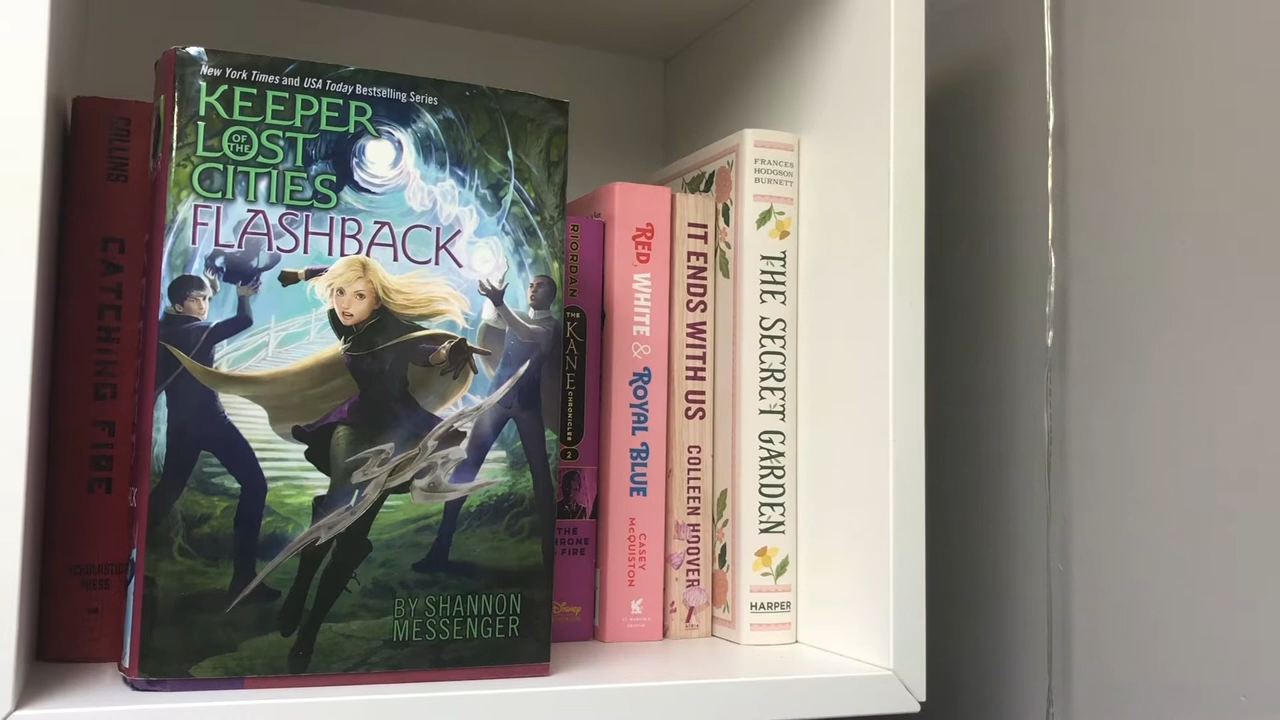 COLLINS
CATCHING FIRE
SCHOLASTIC
PRESS
New York Times and USA Today Bestselling Series
KEEPER
OF THE
LOST
CITIES
FLASHBACK
BY SHANNON
MESSENGER
RIORDAN
THE
KANE
CHRONICLES
2
THE
FIRE
Disney
RED, WHITE & ROYAL BLUE
CASEY
McQUISTON
IT ENDS WITH US
COLLEEN HOOVER
FRANCES
HODGSON
BURNETT
THE SECRET GARDEN
HARPER